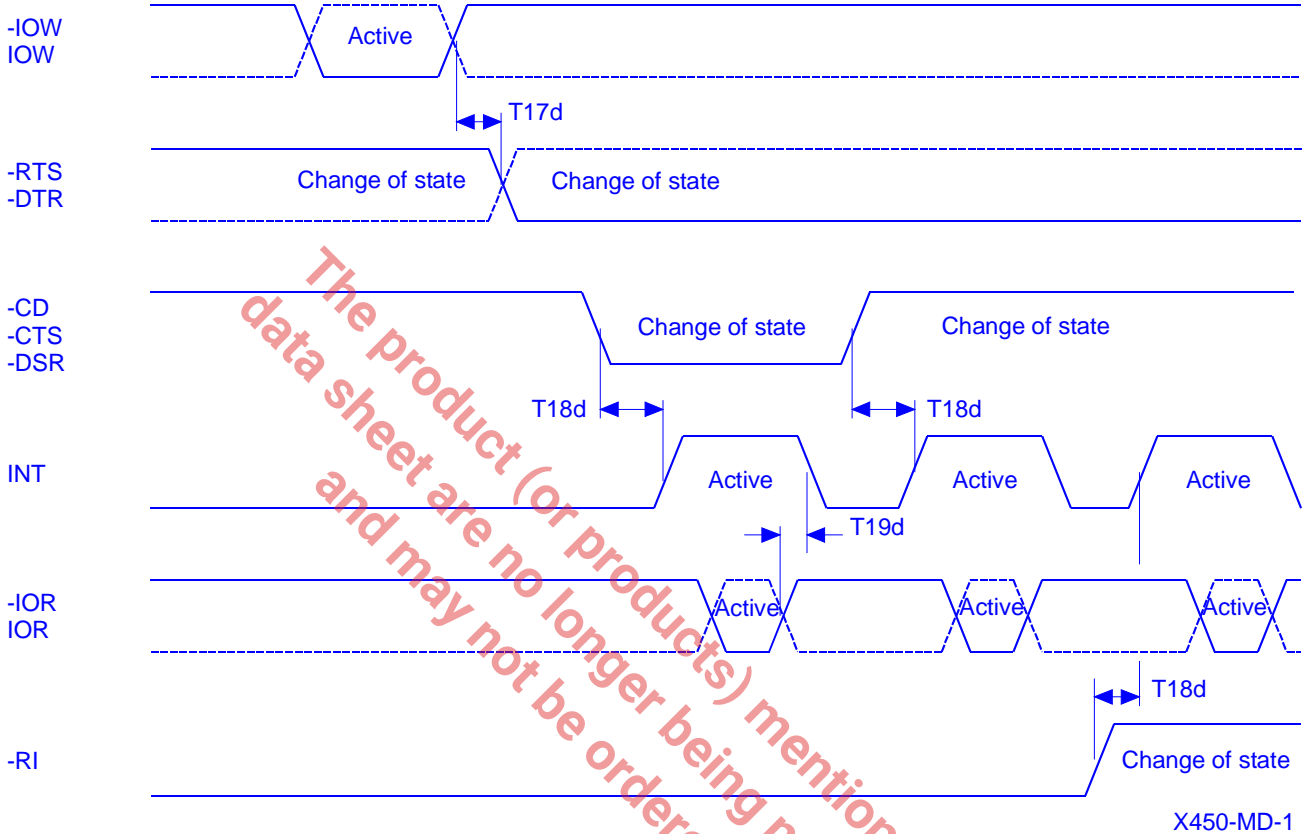 -IOW
IOW
Active
T17d
-RTS
-DTR
Change of state
Change of state
-CD
-CTS
-DSR
Change of state
Change of state
T18d
T18d
INT
Active
Active
Active
T19d
-IOR
IOR
Active
Active
Active
T18d
-RI
Change of state
X450-MD-1
The product (or products) mention
data sheet are no longer being
and may not be